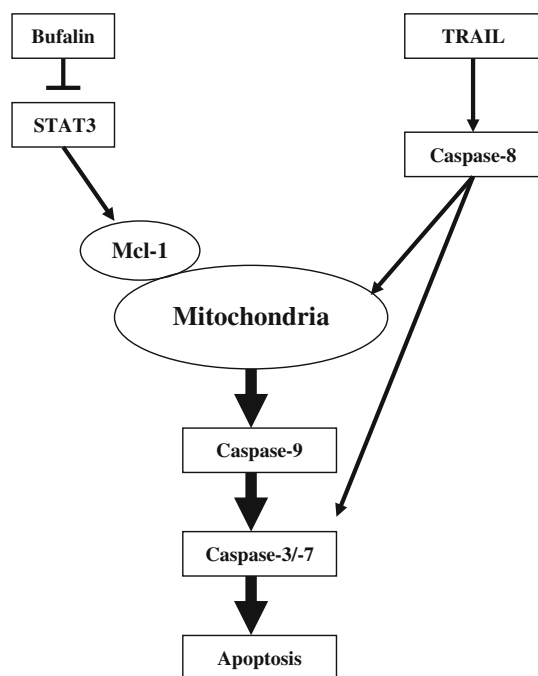 Bufalin
TRAIL
STAT3
Caspase-8
Mcl-1
Mitochondria
Caspase-9
Caspase-3/-7
Apoptosis